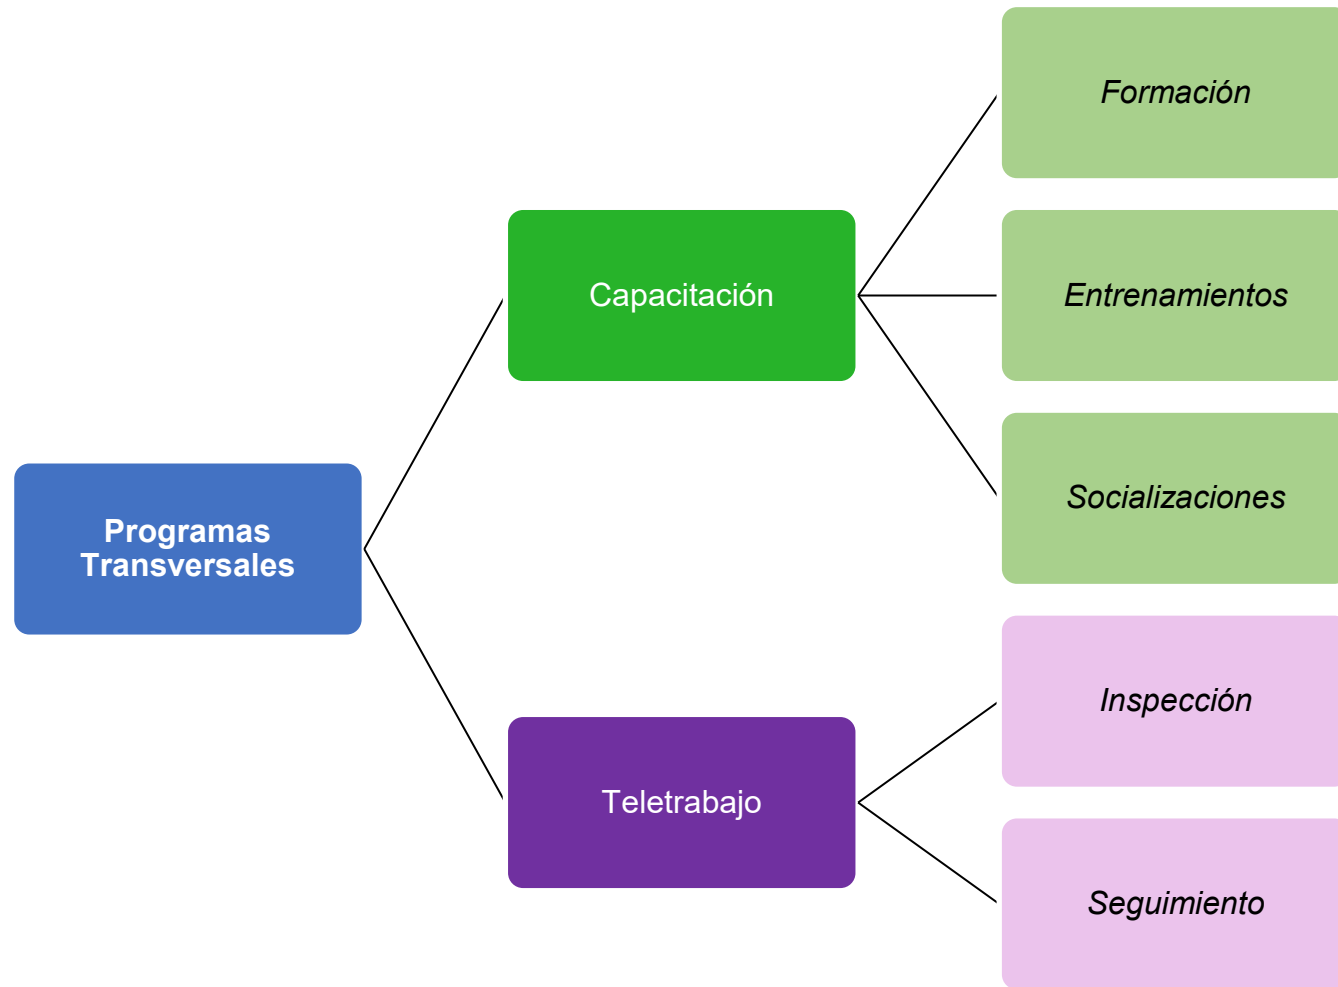 Formación
Capacitación
Entrenamientos
Socializaciones
Programas
Transversales
Inspección
Teletrabajo
Seguimiento